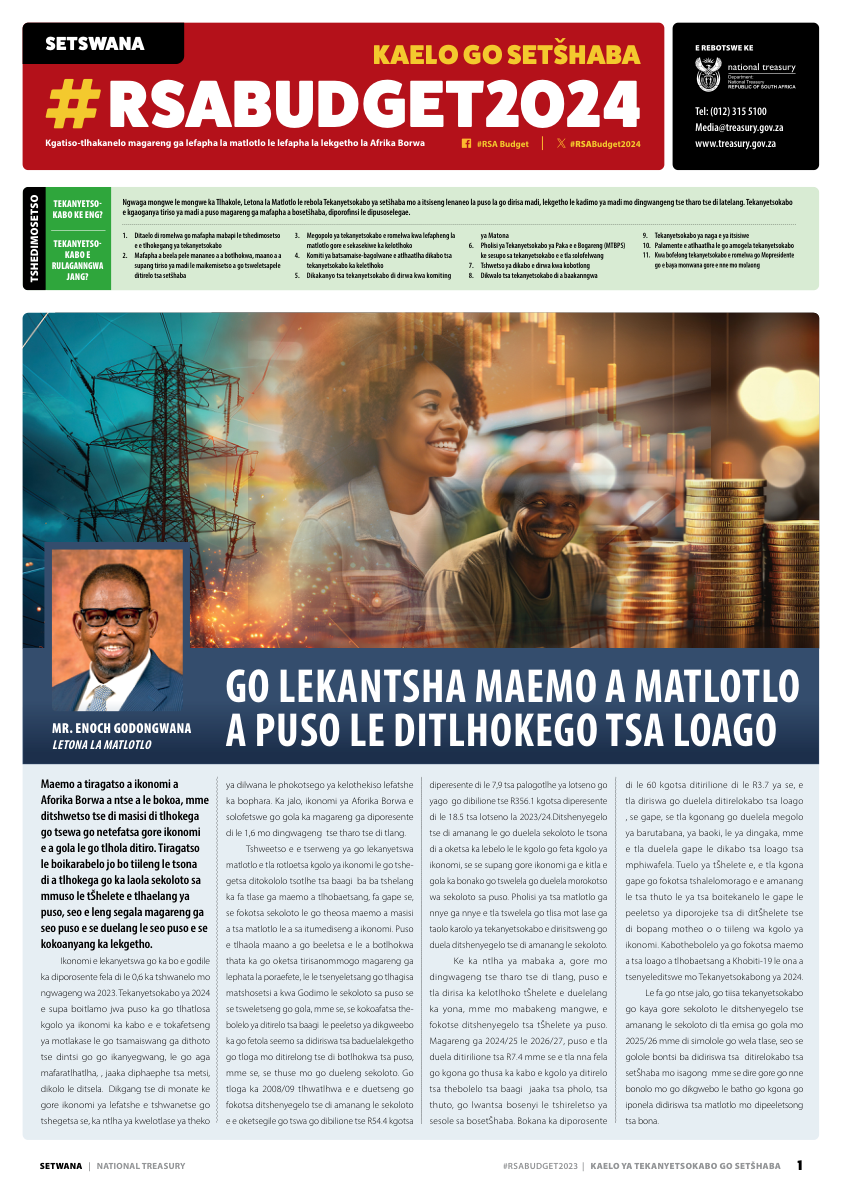 SETSWANA
KAELO GO SETŠHABA
#RSABUDGET2024
Kgatiso-tlhakanelo magareng ga lefapha la matlotlo le lefapha la lekgetho la Afrika Borwa
#RSA Budget
#RSABudget2024
E REBOTSWE KE
national treasury
Department:
National Treasury
REPUBLIC OF SOUTH AFRICA
Tel: (012) 315 5100
Media@treasury.gov.za
www.treasury.gov.za
TSHEDIMOSETSO
TEKANYETSO-
KABO KE ENG?
TEKANYETSO-
KABO E
RULAGANNGWA
JANG?
Ngwaga mongwe le mongwe ka Tlhakole, Letona la Matlotlo le rebola Tekanyetsokabo ya setšhaba mo a itsiseng lenaneo la puso la go dirisa madi, lekgetho le kadimo ya madi mo dingwangeng tse tharo tse di latelang. Tekanyetsokabo
e kgaoganya tiriso ya madi a puso magareng ga mafapha a bosetšhaba, diporofinsi le dipusoselegae.
1. Ditaelo di romelwa go mafapha mabapi le tshedimosetso
e e tlhokegang ya tekanyetsokabo
2. Mafapha a beela pele mananeo a a botlhokwa, maano a a
supang tiriso ya madi le maikemisetso a go tsweletsapele
ditirelo tsa setšhaba
3. Megopolo ya tekanyetsokabo e romelwa kwa lefapheng la
matlotlo gore e sekasekiwe ka kelotlhoko
4. Komiti ya batsamaise-bagolwane e atlhaatlha dikabo tsa
tekanyetsokabo ka keletlhoko
5. Dikakanyo tsa tekanyetsokabo di dirwa kwa komiting
ya Matona
6. Pholisi ya Tekanyetsokabo ya Paka e e Bogareng (MTBPS)
ke sesupo sa tekanyetsokabo e e tla solofelwang
7. Tshwetso ya dikabo e dirwa kwa kobotlong
8. Dikwalo tsa tekanyetsokabo di a baakanngwa
9. Tekanyetsokabo ya naga e ya itsisiwe
10. Palamente e atlhaatlha le go amogela tekanyetsokabo
11. Kwa bofelong tekanyetsokabo e romelwa go Mopresidente
go e baya monwana gore e nne mo molaong
MR. ENOCH GODONGWANA
LETONA LA MATLOTLO
GO LEKANTSHA MAEMO A MATLOTLO
A PUSO LE DITLHOKEGO TSA LOAGO
Maemo a tiragatso a ikonomi a
Aforika Borwa a ntse a le bokoa, mme
ditshwetso tse di masisi di tlhokega
go tsewa go netefatsa gore ikonomi
e a gola le go tlhola ditiro. Tiragatso
le boikarabelo jo bo tiileng le tsona
di a tlhokega go ka laola sekoloto sa
mmuso le tŠhelete e tlhaelang ya
puso, seo e leng segala magareng ga
seo puso e se duelang le seo puso e se
kokoanyang ka lekgetho.
Ikonomi e lekanyetswa go ka bo e godile
ka diporosente fela di le 0,6 ka tshwanelo mo
ngwageng wa 2023. Tekanyetsokabo ya 2024
e supa boitlamo jwa puso ka go tlhatlosa
kgolo ya ikonomi ka kabo e e tokafetseng
ya motlakase le go tsamaiswang ga dithoto
tse dintsi go go ikanyegwang, le go aga
mafaratlhatlha, , jaaka diphaephe tsa metsi,
dikolo le ditsela. Dikgang tse di monate ke
gore ikonomi ya lefatshe e tshwanetse go
tshegetsa se, ka ntlha ya kwelotlase ya theko
ya dilwana le phokotsego ya kelothekiso lefatshe
ka bophara. Ka jalo, ikonomi ya Aforika Borwa e
solofetswe go gola ka magareng ga diporesente
di le 1,6 mo dingwageng tse tharo tse di tlang.
Tshweetso e e tserweng ya go lekanyetswa
matlotlo e tla rotloetsa kgolo ya ikonomi le go tshe-
getsa ditokololo tsotlhe tsa baagi ba ba tshelang
ka fa tlase ga maemo a tlhobaetsang, fa gape se,
se fokotsa sekoloto le go theosa maemo a masisi
a tsa matlotlo le a sa itumediseng a ikonomi. Puso
e tlhaola maano a go beeletsa e le a botlhokwa
thata ka go oketsa tirisanommogo magareng ga
lephata la poraefete, le le tsenyeletsang go tlhagisa
matshosetsi a kwa Godimo le sekoloto sa puso se
se tsweletseng go gola, mme se, se kokoafatsa the-
bolelo ya ditirelo tsa baagi le peeletso ya dikgweebo
ka go fetola seemo sa didiriswa tsa baduelalekgetho
go tloga mo ditirelong tse di botlhokwa tsa puso,
mme se, se thuse mo go dueleng sekoloto. Go
tloga ka 2008/09 tlhwatlhwa e e duetseng go
fokotsa ditshenyegelo tse di amanang le sekoloto
e e oketsegile go tswa go dibilione tse R54.4 kgotsa
diperesente di le 7,9 tsa palogotlhe ya lotseno go
yago go dibilione tse R356.1 kgotsa diperesente
di le 18.5 tsa lotseno la 2023/24.Ditshenyegelo
tse di amanang le go duelela sekoloto le tsona
di a oketsa ka lebelo le le kgolo go feta kgolo ya
ikonomi, se se supang gore ikonomi ga e kitla e
gola ka bonako go tswelela go duelela morokotso
wa sekoloto sa puso. Pholisi ya tsa matlotlo ga
nnye ga nnye e tla tswelela go tlisa mot lase go
taolo karolo ya tekanyetsokabo e dirisitsweng go
duela ditshenyegelo tse di amanang le sekoloto.
Ke ka ntlha ya mabaka a, gore mo
dingwageng tse tharo tse di tlang, puso e
tla dirisa ka kelotlhoko tŠhelete e duelelang
ka yona, mme mo mabakeng mangwe, e
fokotse ditshenyegelo tsa tŠhelete ya puso.
Magareng ga 2024/25 le 2026/27, puso e tla
duela ditirilione tsa R7.4 mme se e tla nna fela
go kgona go thusa ka kabo e kgolo ya ditirelo
tsa thebolelo tsa baagi jaaka tsa pholo, tsa
thuto, go lwantsha bosenyi le tshireletso ya
sesole sa bosetŠhaba. Bokana ka diporosente
di le 60 kgotsa ditirilione di le R3.7 ya se, e
tla diriswa go duelela ditirelokabo tsa loago
, se gape, se tla kgonang go duelela megolo
ya barutabana, ya baoki, le ya dingaka, mme
e tla duelela gape le dikabo tsa loago tsa
mphiwafela. Tuelo ya tŠhelete e, e tla kgona
gape go fokotsa tshalelomorago e e amanang
le tsa thuto le ya tsa boitekanelo le gape le
peeletso ya diporojeke tsa di ditŠhelete tse
di bopang motheo o o tiileng wa kgolo ya
ikonomi. Kabothebolelo ya go fokotsa maemo
a tsa loago a tlhobaetsang a Khobiti-19 le ona a
tsenyeleditswe mo Tekanyetsokabong ya 2024.
Le fa go ntse jalo, go tiisa tekanyetsokabo
go kaya gore sekoloto le ditshenyegelo tse
amanang le sekoloto di tla emisa go gola mo
2025/26 mme di simolole go wela tlase, seo se
golole bontsi ba didiriswa tsa ditirelokabo tsa
setŠhaba mo isagong mme se dire gore go nne
bonolo mo go dikgwebo le batho go kgona go
iponela didiriswa tsa matlotlo mo dipeeletsong
tsa bona.
SETWANA | NATIONAL TREASURY
#RSABUDGET2023 | KAELO YA TEKANYETSOKABO GO SETŠHABA 1